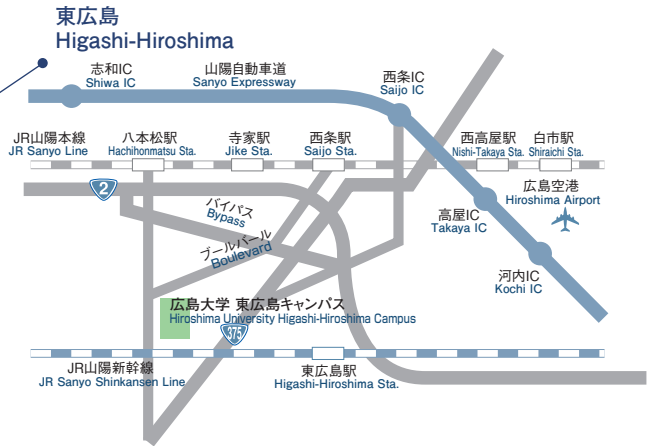 東広島
Higashi-Hiroshima
志和IC
Shiwa IC
山陽自動車道
Sanyo Expressway
西条IC
Saijo IC
JR山陽本線
JR Sanyo Line
八本松駅
Hachihonmatsu Sta.
寺家駅
Jike Sta.
西条駅
Saijo Sta.
西高屋駅
Nishi-Takaya Sta.
白市駅
Shiraichi Sta.
2
広島空港
Hiroshima Airport
バイパス
Bypass
高屋IC
Takaya IC
ブールバール
Boulevard
河内IC
Kochi IC
広島大学 東広島キャンパス
Hiroshima University Higashi-Hiroshima Campus
375
JR山陽新幹線
JR Sanyo Shinkansen Line
東広島駅
Higashi-Hiroshima Sta.